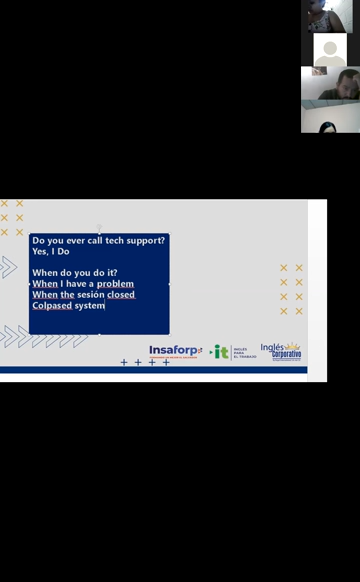 Do you ever call tech support?
Yes, I Do
When do you do it?
When I have a problem
When the sesión closed
Colpased system
Insaforp
it
INGLÉS
PARA
EL TRABAJO
Inglés
corporativo